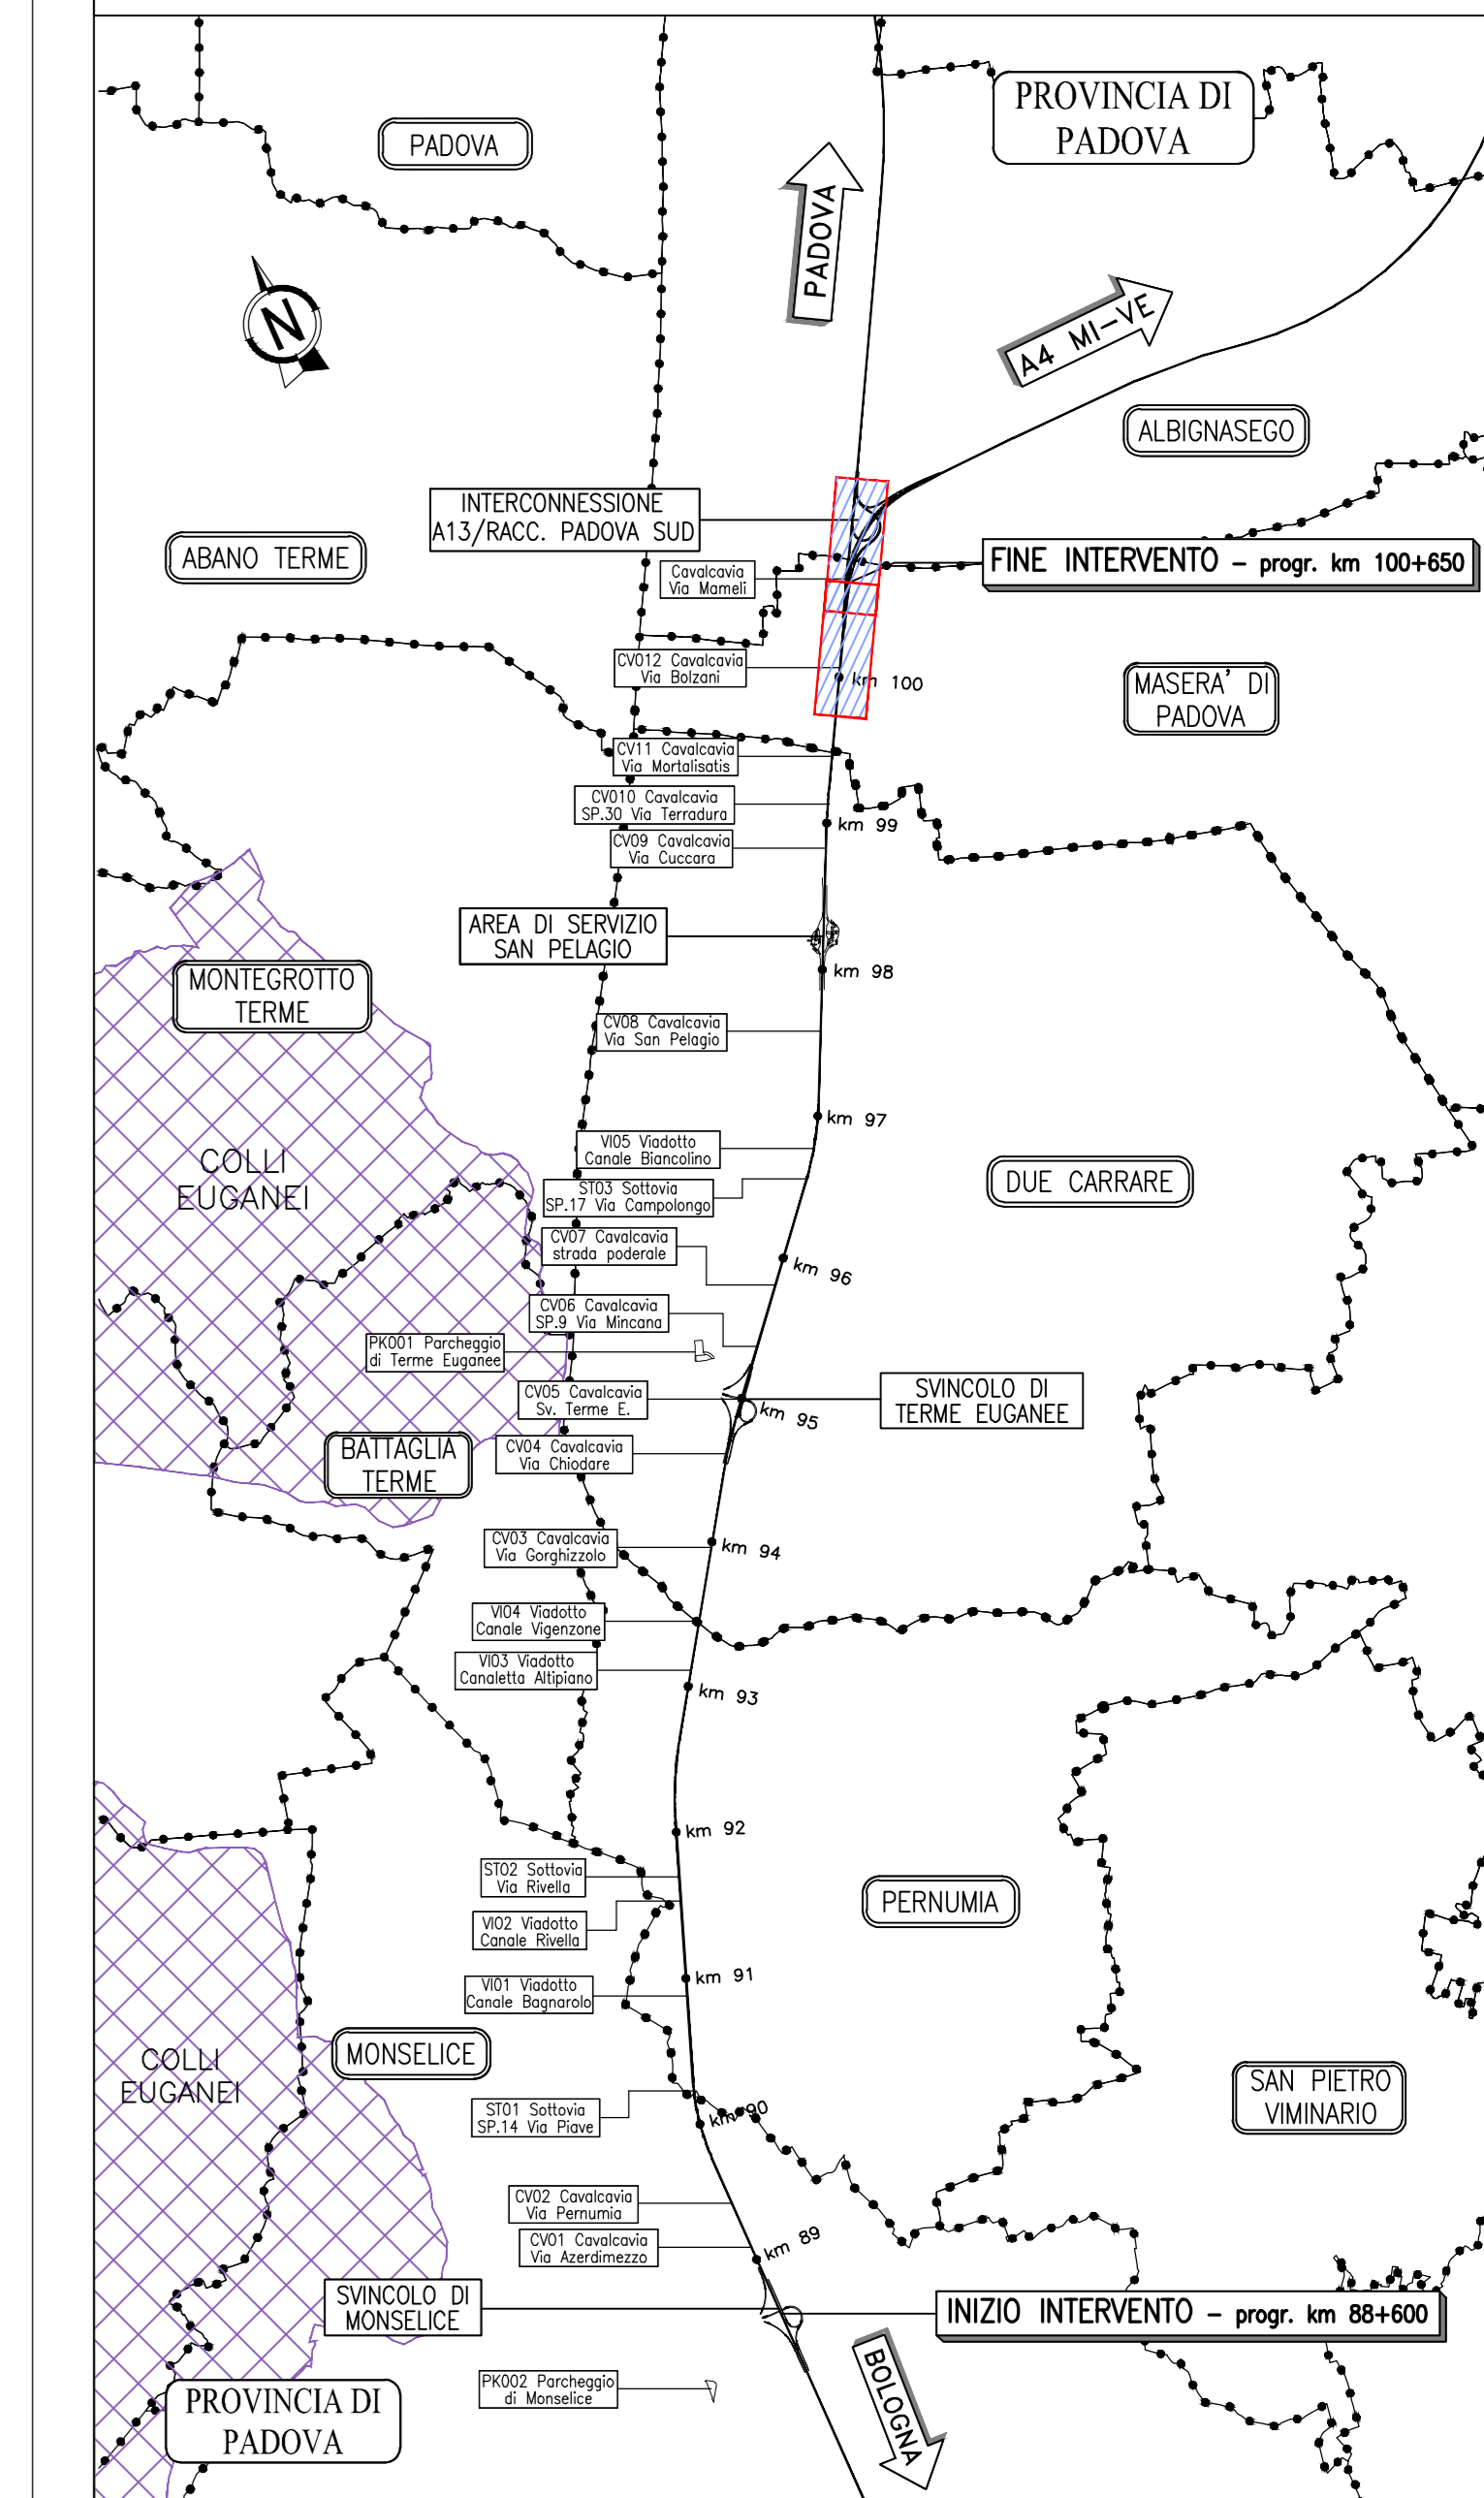 PROVINCIA DI
PADOVA
PADOVA
PADOVA
N
A4 MI-VE
ALBIGNASEGO
INTERCONNESSIONE
A13/RACC. PADOVA SUD
ABANO TERME
FINE INTERVENTO - progr. km 100+650
Cavalcavia
Via Mameli
CV012 Cavalcavia
Via Bolzani
km 100
MASERA' DI
PADOVA
CV11 Cavalcavia
Via Mortalisatis
CV010 Cavalcavia
SP.30 Via Terradura
km 99
CV09 Cavalcavia
Via Cuccara
AREA DI SERVIZIO
SAN PELAGIO
km 98
MONTEGROTTO
TERME
CV08 Cavalcavia
Via San Pelagio
km 97
VI05 Viadotto
Canale Biancolino
COLLI
EUGANEI
DUE CARRARE
ST03 Sottovia
SP.17 Via Campolongo
CV07 Cavalcavia
strada poderale
km 96
CV06 Cavalcavia
SP.9 Via Mincana
PK001 Parcheggio
di Terme Euganee
CV05 Cavalcavia
Sv. Terme E.
km 95
SVINCOLO DI
TERME EUGANEE
BATTAGLIA
TERME
CV04 Cavalcavia
Via Chiodare
CV03 Cavalcavia
Via Gorghizzolo
km 94
VI04 Viadotto
Canale Vigenzone
VI03 Viadotto
Canaletta Altipiano
km 93
km 92
ST02 Sottovia
Via Rivella
PERNUMIA
VI02 Viadotto
Canale Rivella
km 91
VI01 Viadotto
Canale Bagnarolo
MONSELICE
COLLI
EUGANEI
SAN PIETRO
VIMINARIO
ST01 Sottovia
SP.14 Via Piave
km 90
CV02 Cavalcavia
Via Pernumia
CV01 Cavalcavia
Via Azerdimezzo
km 89
SVINCOLO DI
MONSELICE
INIZIO INTERVENTO - progr. km 88+600
PK002 Parcheggio
di Monselice
BOLOGNA
PROVINCIA DI
PADOVA